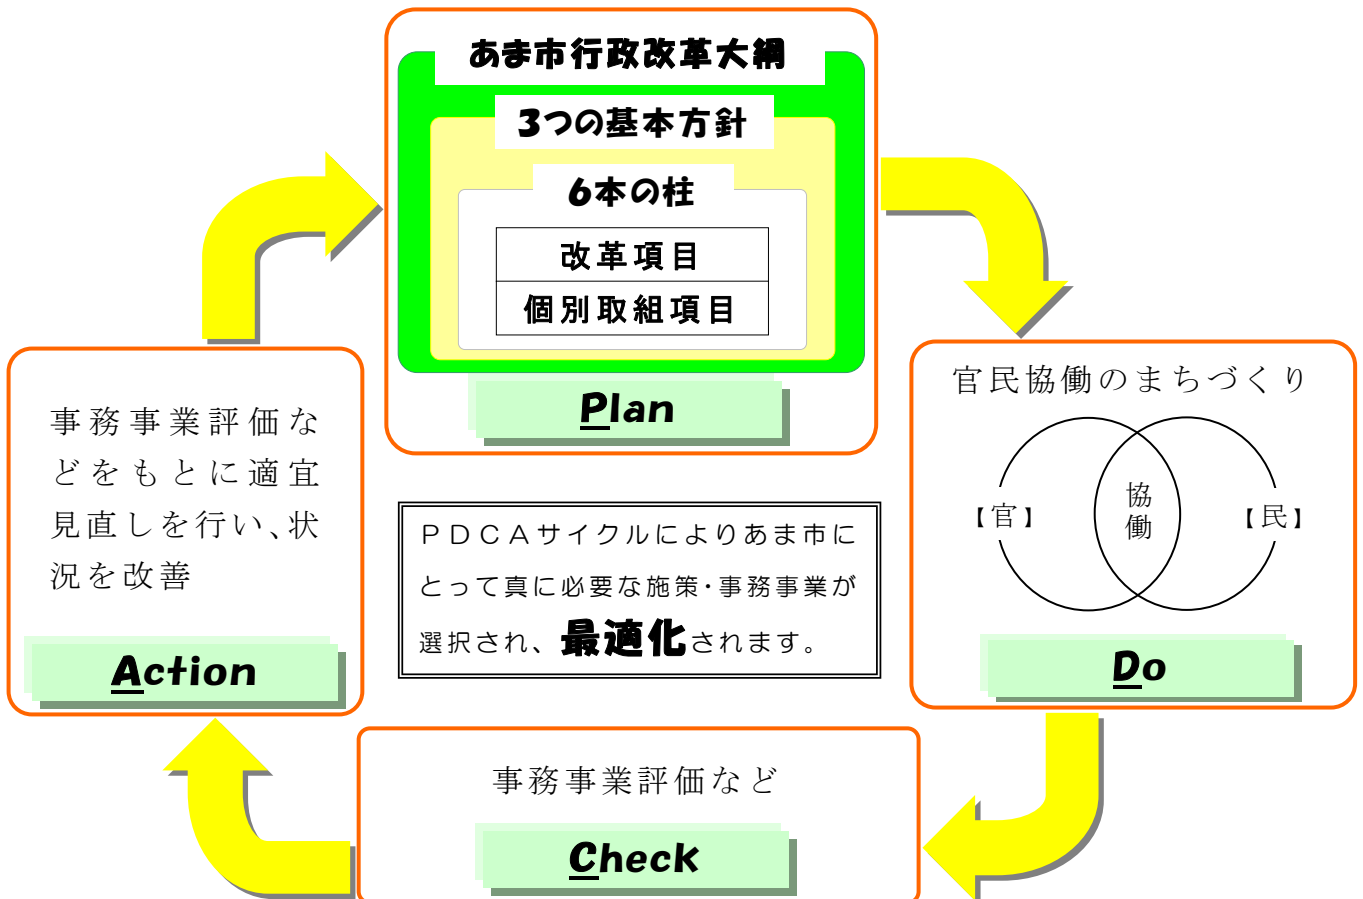 あま市行政改革大綱
3つの基本方針
6本の柱
改革項目
個別取組項目
Plan
官民協働のまちづくり
【官】
協
働
【民】
Do
事務事業評価な
どをもとに適宜
見直しを行い、状
況を改善
Action
ＰＤＣＡサイクルによりあま市に
とって真に必要な施策・事務事業が
選択され、最適化されます。
事務事業評価など
Check